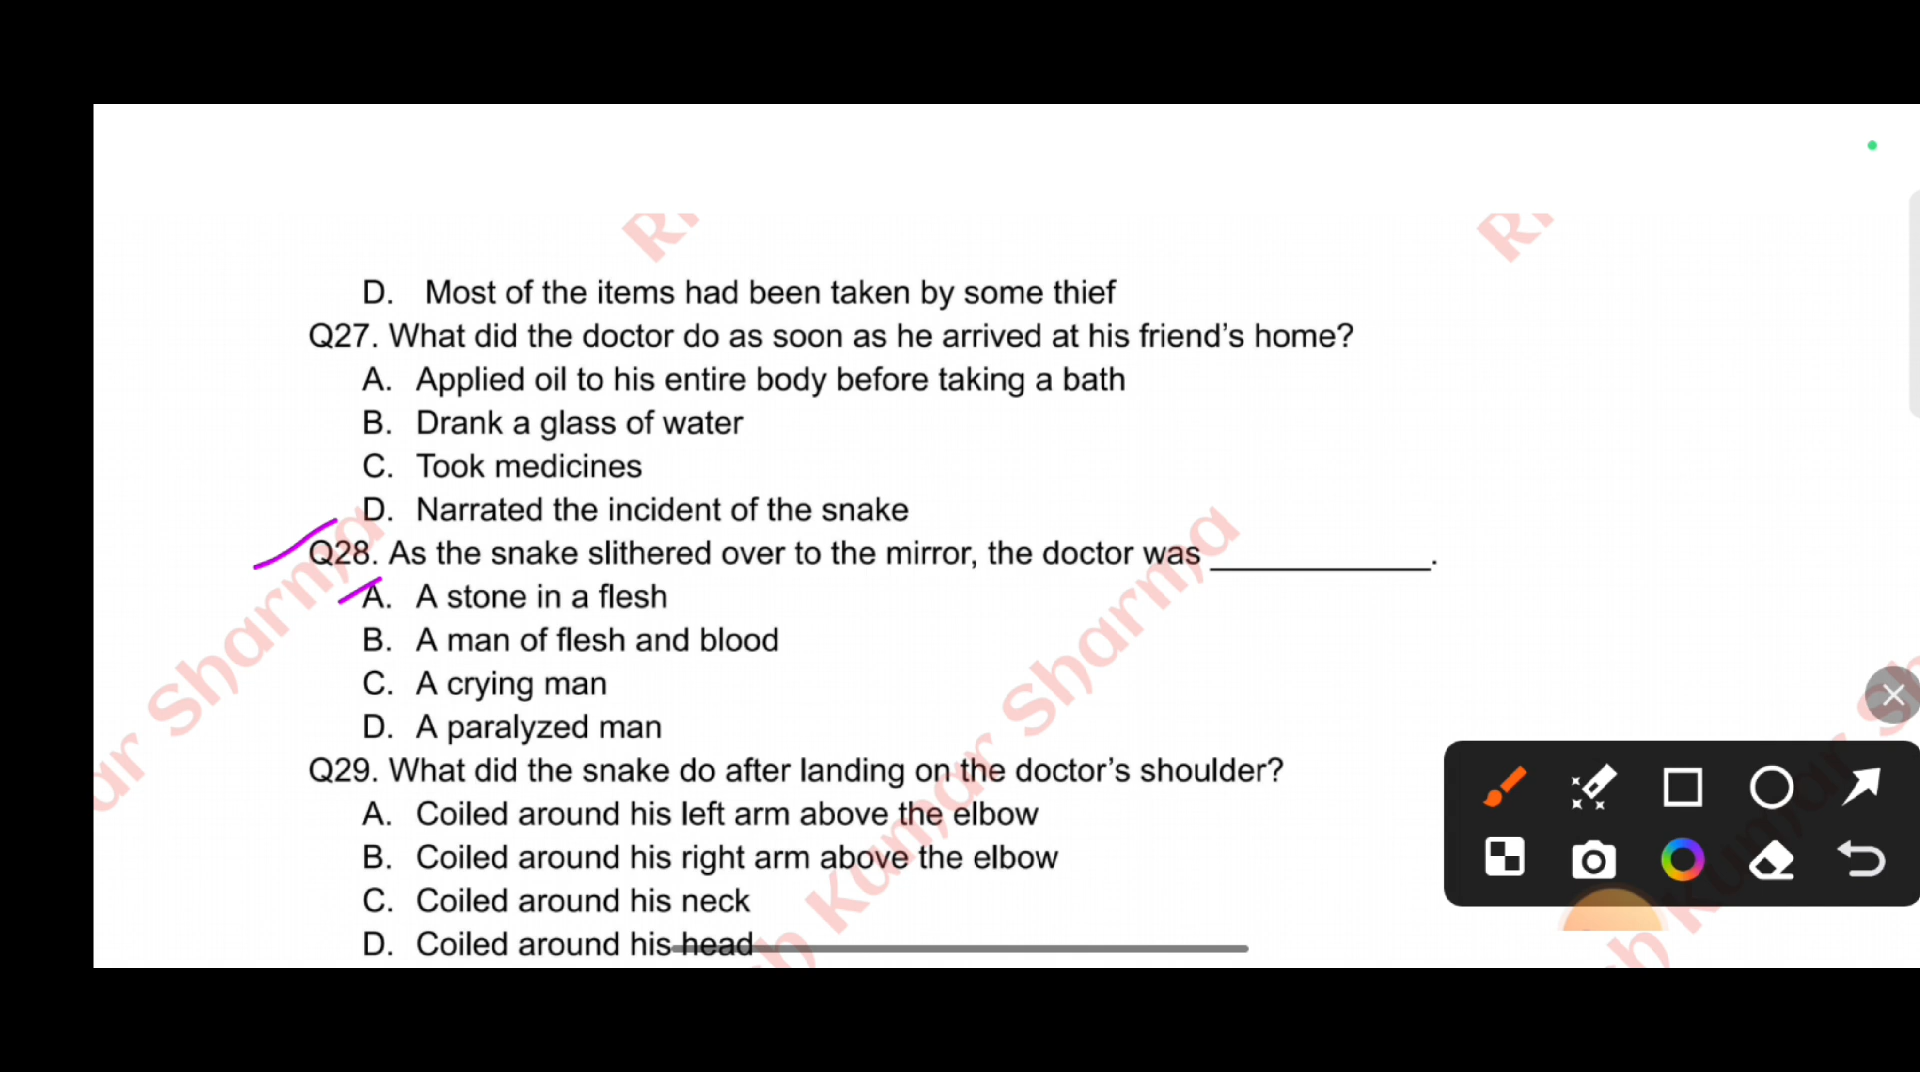 D. Most of the items had been taken by some thief
Q27. What did the doctor do as soon as he arrived at his friend's home?
A. Applied oil to his entire body before taking a bath
B. Drank a glass of water
C. Took medicines
D. Narrated the incident of the snake
Q28. As the snake slithered over to the mirror, the doctor was ____________.
A. A stone in a flesh
B. A man of flesh and blood
C. A crying man
D. A paralyzed man
Q29. What did the snake do after landing on the doctor's shoulder?
A. Coiled around his left arm above the elbow
B. Coiled around his right arm above the elbow
C. Coiled around his neck
D. Coiled around his head
ar Sharma
h Kumar Sharma